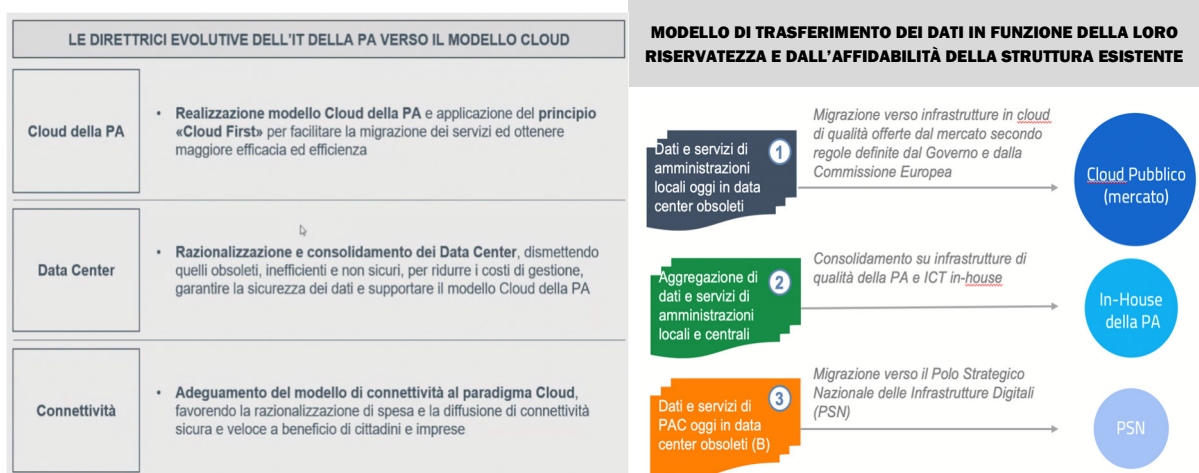 LE DIRETTRICI EVOLUTIVE DELL'IT DELLA PA VERSO IL MODELLO CLOUD
Cloud della PA
• Realizzazione modello Cloud della PA e applicazione del principio
«Cloud First» per facilitare la migrazione dei servizi ed ottenere
maggiore efficacia ed efficienza
Data Center
• Razionalizzazione e consolidamento dei Data Center, dismettendo
quelli obsoleti, inefficienti e non sicuri, per ridurre i costi di gestione,
garantire la sicurezza dei dati e supportare il modello Cloud della PA
Connettività
• Adeguamento del modello di connettività al paradigma Cloud,
favorendo la razionalizzazione di spesa e la diffusione di connettività
sicura e veloce a beneficio di cittadini e imprese
MODELLO DI TRASFERIMENTO DEI DATI IN FUNZIONE DELLA LORO
RISERVATEZZA E DALL'AFFIDABILITÀ DELLA STRUTTURA ESISTENTE
Dati e servizi di
amministrazioni
locali oggi in data
center obsoleti
1
Migrazione verso infrastrutture in cloud
di qualità offerte dal mercato secondo
regole definite dal Governo e dalla
Commissione Europea
Cloud Pubblico
(mercato)
Aggregazione di
dati e servizi di
amministrazioni
locali e centrali
2
Consolidamento su infrastrutture di
qualità della PA e ICT in-house
In-House
della PA
Dati e servizi di
PAC oggi in data
center obsoleti (B)
3
Migrazione verso il Polo Strategico
Nazionale delle Infrastrutture Digitali
(PSN)
PSN